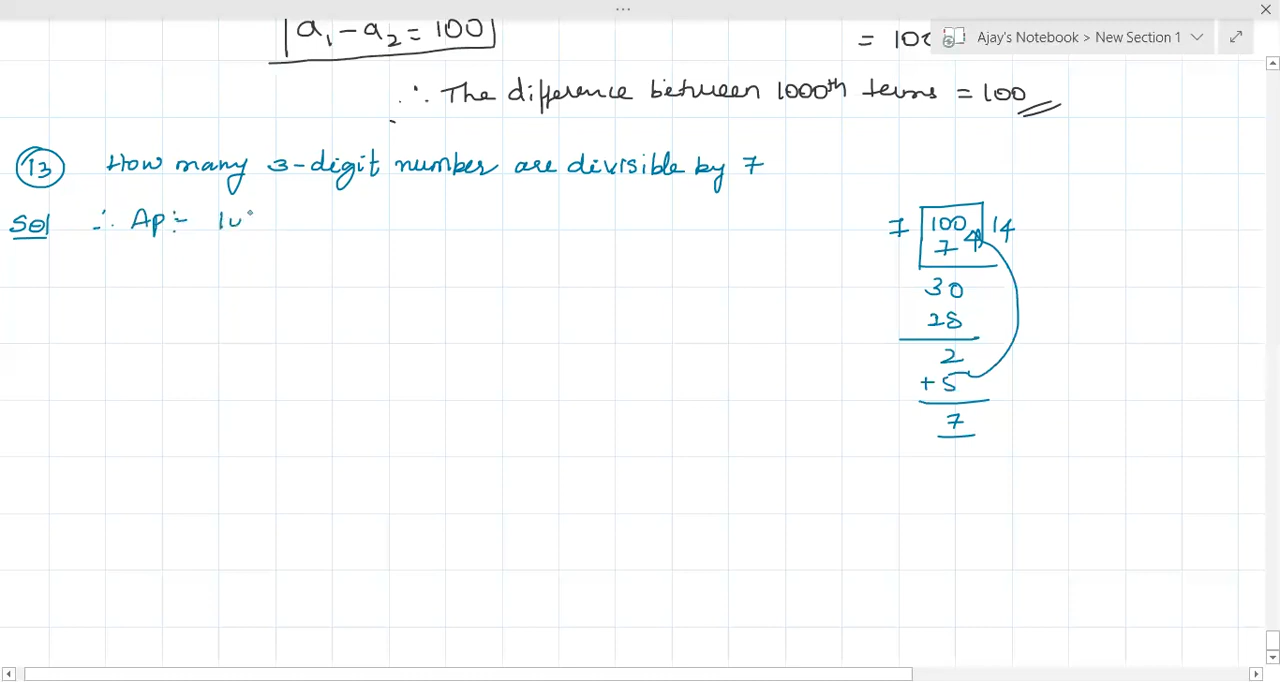 a₁ - a₂ = 100
= 100
Ajay's Notebook > New Section 1
∴ The difference between 1000th terms = 100
13 How many 3-digit number are divisible by 7
Sol ∴ Ap:- 10
7 100 14
7
30
28
2
+5
7